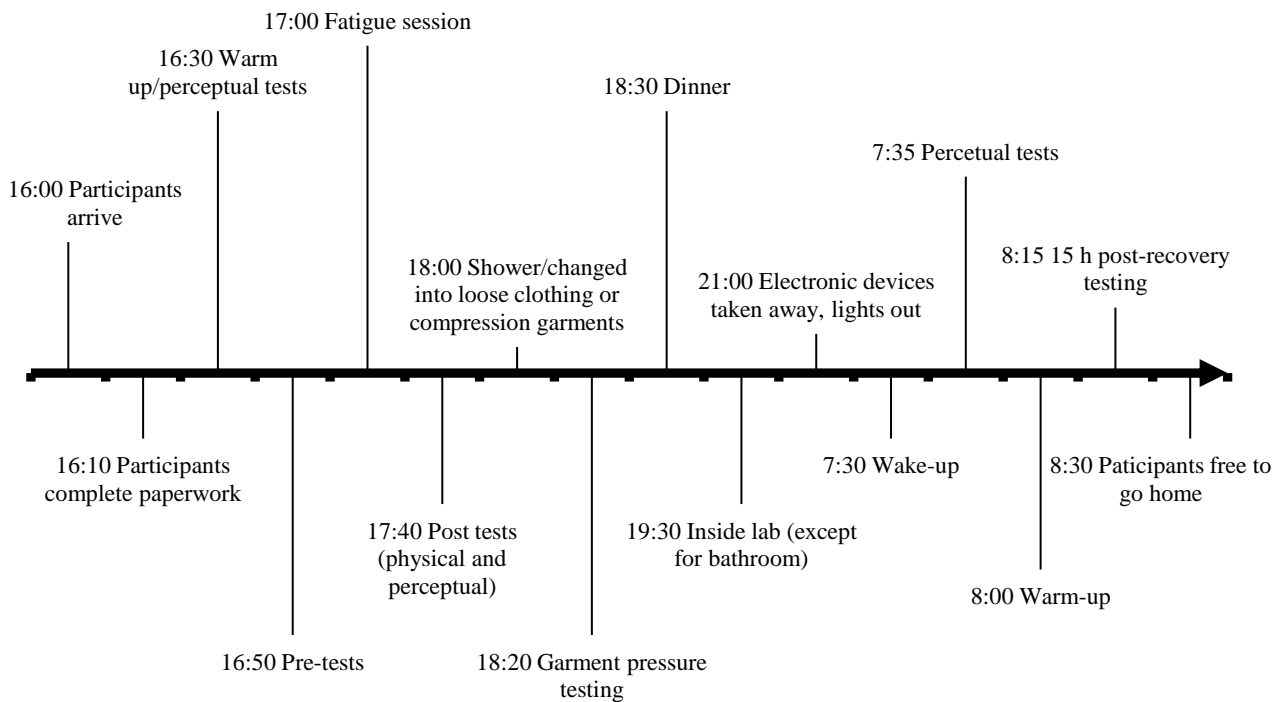 17:00 Fatigue session
16:30 Warm
up/perceptual tests
18:30 Dinner
7:35 Percetual tests
16:00 Participants
arrive
8:15 15 h post-recovery
testing
18:00 Shower/changed
into loose clothing or
compression garments
21:00 Electronic devices
taken away, lights out
16:10 Participants
complete paperwork
7:30 Wake-up
8:30 Paticipants free to
go home
17:40 Post tests
(physical and
perceptual)
19:30 Inside lab (except
for bathroom)
8:00 Warm-up
16:50 Pre-tests
18:20 Garment pressure
testing